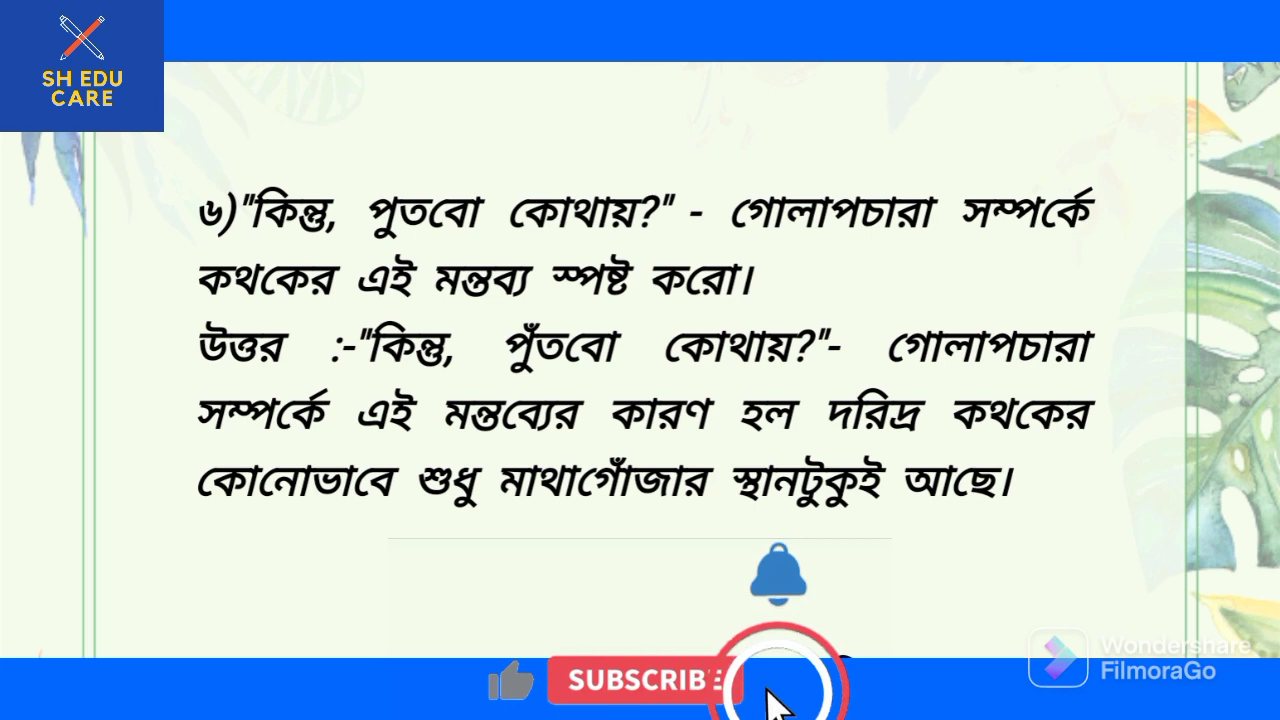 SH EDU
CARE
৬)"কিন্তু, পুতবো কোথায়?" - গোলাপচারা সম্পর্কে
কথকের এই মন্তব্য স্পষ্ট করো।
উত্তর :-"কিন্তু, পুঁতবো কোথায়?"- গোলাপচারা
সম্পর্কে এই মন্তব্যের কারণ হল দরিদ্র কথকের
কোনোভাবে শুধু মাথাগোঁজার স্থানটুকুই আছে।
Wondershare
FilmoraGo
SUBSCRIBE